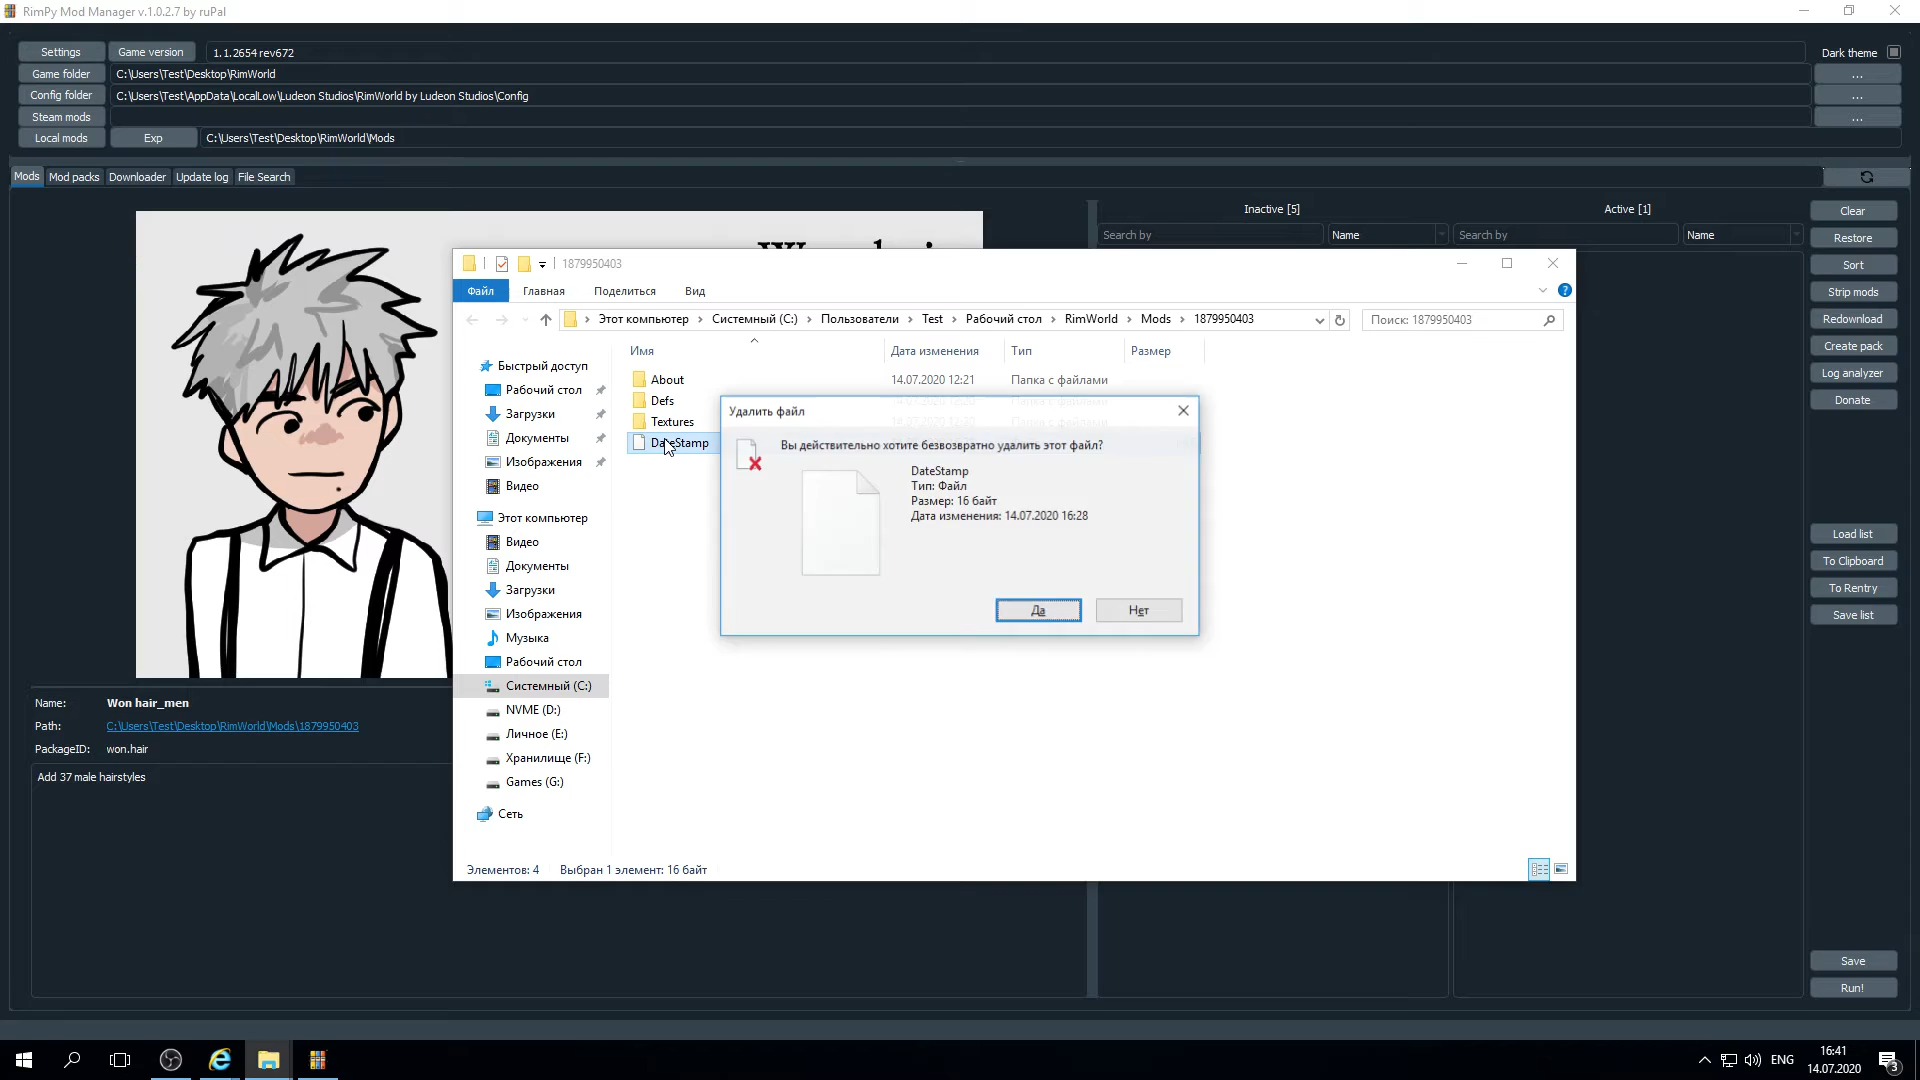 RimPy Mod Manager v.1.0.2.7 by ruPal
Settings
Game version
1.1.2654 rev672
Dark theme
Game folder
C:\Users\Test\Desktop\RimWorld
...
Config folder
C:\Users\Test\AppData\LocalLow\Ludeon Studios\RimWorld by Ludeon Studios\Config
...
Steam mods
...
Local mods
Exp
C:\Users\Test\Desktop\RimWorld\Mods
Mods
Mod packs
Downloader
Update log
File Search
Inactive [5]
Active [1]
Search by
Name
Search by
Name
Clear
Restore
Sort
Strip mods
Redownload
Create pack
Log analyzer
Donate
Load list
To Clipboard
To Rentry
Save list
Save
Run!
1879950403
Файл
Главная
Поделиться
Вид
Этот компьютер
Системный (C:)
Пользователи
Test
Рабочий стол
RimWorld
Mods
1879950403
Поиск: 1879950403
Имя
Дата изменения
Тип
Размер
About
14.07.2020 12:21
Папка с файлами
Defs
Textures
DateStamp
Быстрый доступ
Рабочий стол
Загрузки
Документы
Изображения
Видео
Этот компьютер
Видео
Документы
Загрузки
Изображения
Музыка
Рабочий стол
Системный (C:)
NVME (D:)
Личное (E:)
Хранилище (F:)
Games (G:)
Сеть
Элементов: 4
Выбран 1 элемент: 16 байт
Удалить файл
Вы действительно хотите безвозвратно удалить этот файл?
DateStamp
Тип: Файл
Размер: 16 байт
Дата изменения: 14.07.2020 16:28
Да
Нет
Name:
Won hair_men
Path:
C:\Users\Test\Desktop\RimWorld\Mods\1879950403
PackageID:
won.hair
Add 37 male hairstyles
ENG
16:41
14.07.2020
3